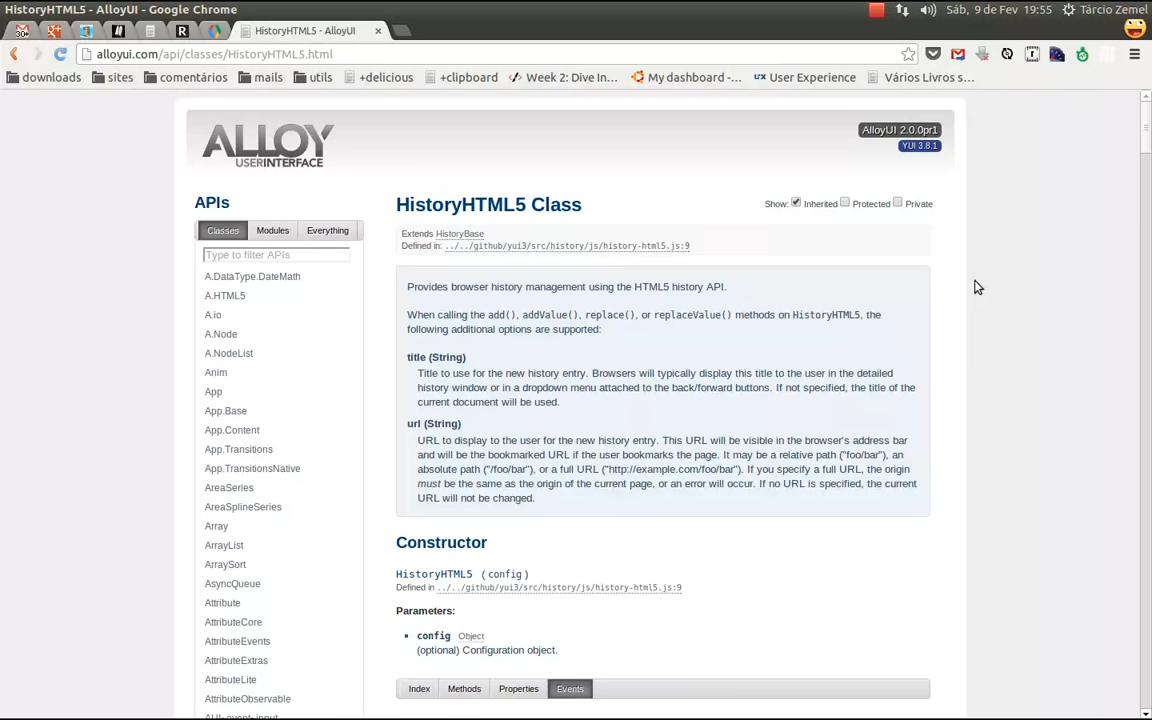 HistoryHTML5 - AlloyUI - Google Chrome
Sáb, 9 de Fev 19:55 Tárcio Zemel
30+
R
HistoryHTML5 - AlloyUI ×
alloyui.com/api/classes/HistoryHTML5.html
downloads sites comentários mails utils +delicious +clipboard Week 2: Dive In... My dashboard -... UX User Experience Vários Livros s...
ALLOY
USERINTERFACE
AlloyUI 2.0.0pr1
YUI 3.8.1
APIs
Classes Modules Everything
Type to filter APIs
A.DataType.DateMath
A.HTML5
A.io
A.Node
A.NodeList
Anim
App
App.Base
App.Content
App.Transitions
App.TransitionsNative
AreaSeries
AreaSplineSeries
Array
ArrayList
ArraySort
AsyncQueue
Attribute
AttributeCore
AttributeEvents
AttributeExtras
AttributeLite
AttributeObservable
AUI~event~input
HistoryHTML5 Class
Show: Inherited Protected Private
Extends HistoryBase
Defined in: ../../github/yui3/src/history/js/history-html5.js:9
Provides browser history management using the HTML5 history API.
When calling the add(), addValue(), replace(), or replaceValue() methods on HistoryHTML5, the
following additional options are supported:
title (String)
Title to use for the new history entry. Browsers will typically display this title to the user in the detailed
history window or in a dropdown menu attached to the back/forward buttons. If not specified, the title of the
current document will be used.
url (String)
URL to display to the user for the new history entry. This URL will be visible in the browser's address bar
and will be the bookmarked URL if the user bookmarks the page. It may be a relative path ("foo/bar"), an
absolute path ("/foo/bar"), or a full URL ("http://example.com/foo/bar"). If you specify a full URL, the origin
must be the same as the origin of the current page, or an error will occur. If no URL is specified, the current
URL will not be changed.
Constructor
HistoryHTML5 (config)
Defined in ../../github/yui3/src/history/js/history-html5.js:9
Parameters:
config Object
(optional) Configuration object.
Index Methods Properties Events